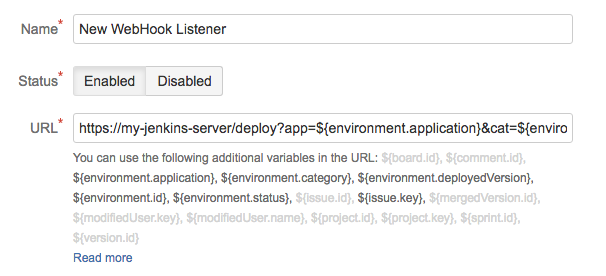 Name* New WebHook Listener
Status* Enabled Disabled
URL* https://my-jenkins-server/deploy?app=${environment.application}&cat=${enviro
You can use the following additional variables in the URL: ${board.id}, ${comment.id},
${environment.application}, ${environment.category}, ${environment.deployedVersion},
${environment.id}, ${environment.status}, ${issue.id}, ${issue.key}, ${mergedVersion.id},
${modifiedUser.key}, ${modifiedUser.name}, ${project.id}, ${project.key}, ${sprint.id},
${version.id}
Read more